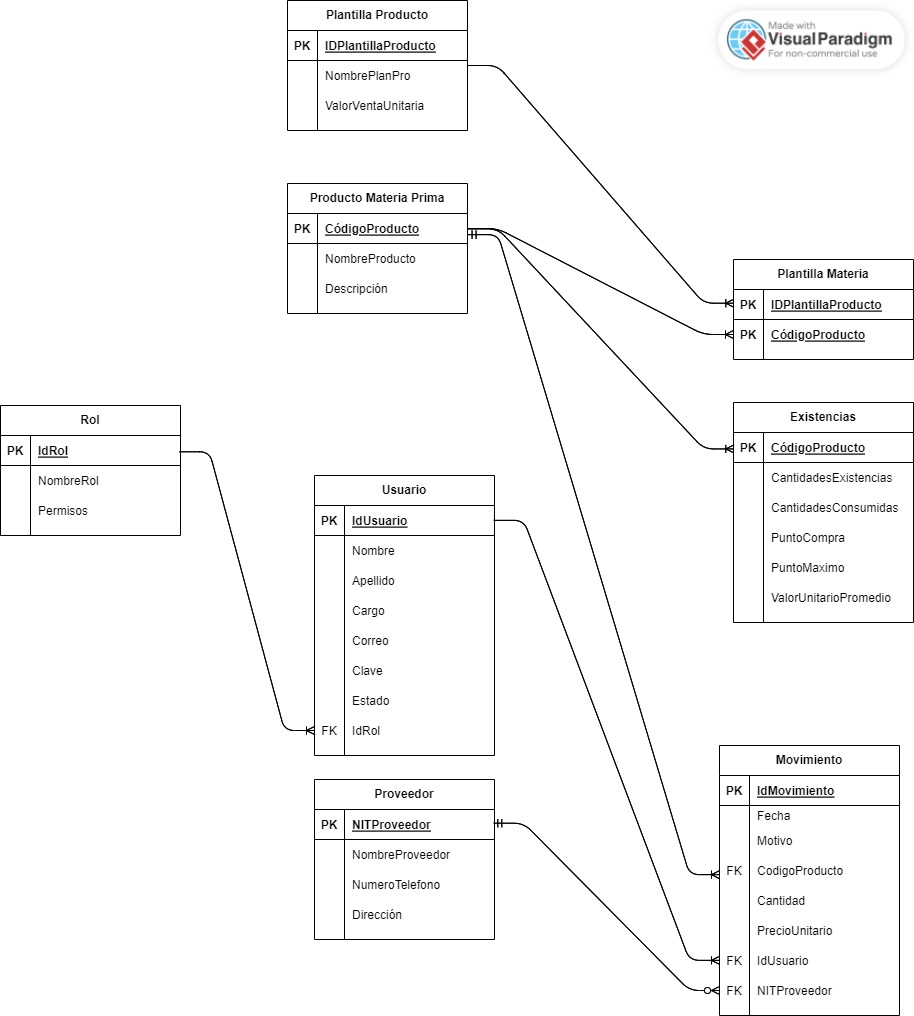 Plantilla Producto
PK IDPlantillaProducto
NombrePlanPro
ValorVentaUnitaria
Made with
VisualParadigm
For non-commercial use
Producto Materia Prima
PK CódigoProducto
NombreProducto
Descripción
Plantilla Materia
PK IDPlantillaProducto
PK CódigoProducto
Existencias
PK CódigoProducto
CantidadesExistencias
CantidadesConsumidas
PuntoCompra
PuntoMaximo
ValorUnitarioPromedio
Rol
PK IdRol
NombreRol
Permisos
Usuario
PK IdUsuario
Nombre
Apellido
Cargo
Correo
Clave
Estado
FK IdRol
Proveedor
PK NITProveedor
NombreProveedor
NumeroTelefono
Dirección
Movimiento
PK IdMovimiento
Fecha
Motivo
FK CodigoProducto
Cantidad
PrecioUnitario
FK IdUsuario
FK NITProveedor